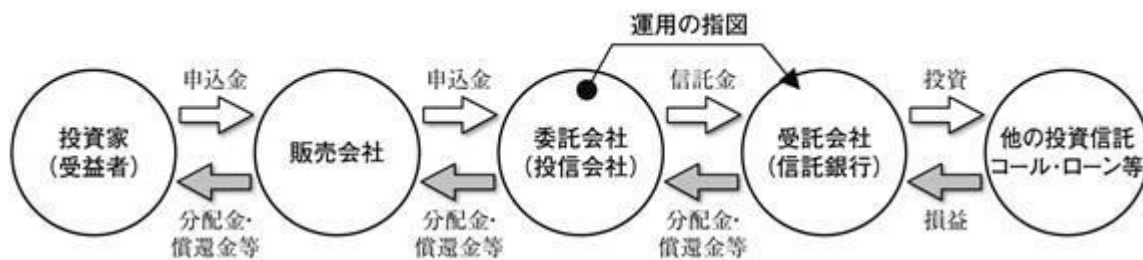 運用の指図
申込金
申込金
信託金
投資
投資家
（受益者）
販売会社
委託会社
（投信会社）
受託会社
（信託銀行）
他の投資信託
コール・ローン等
分配金・
償還金等
分配金・
償還金等
分配金・
償還金等
損益